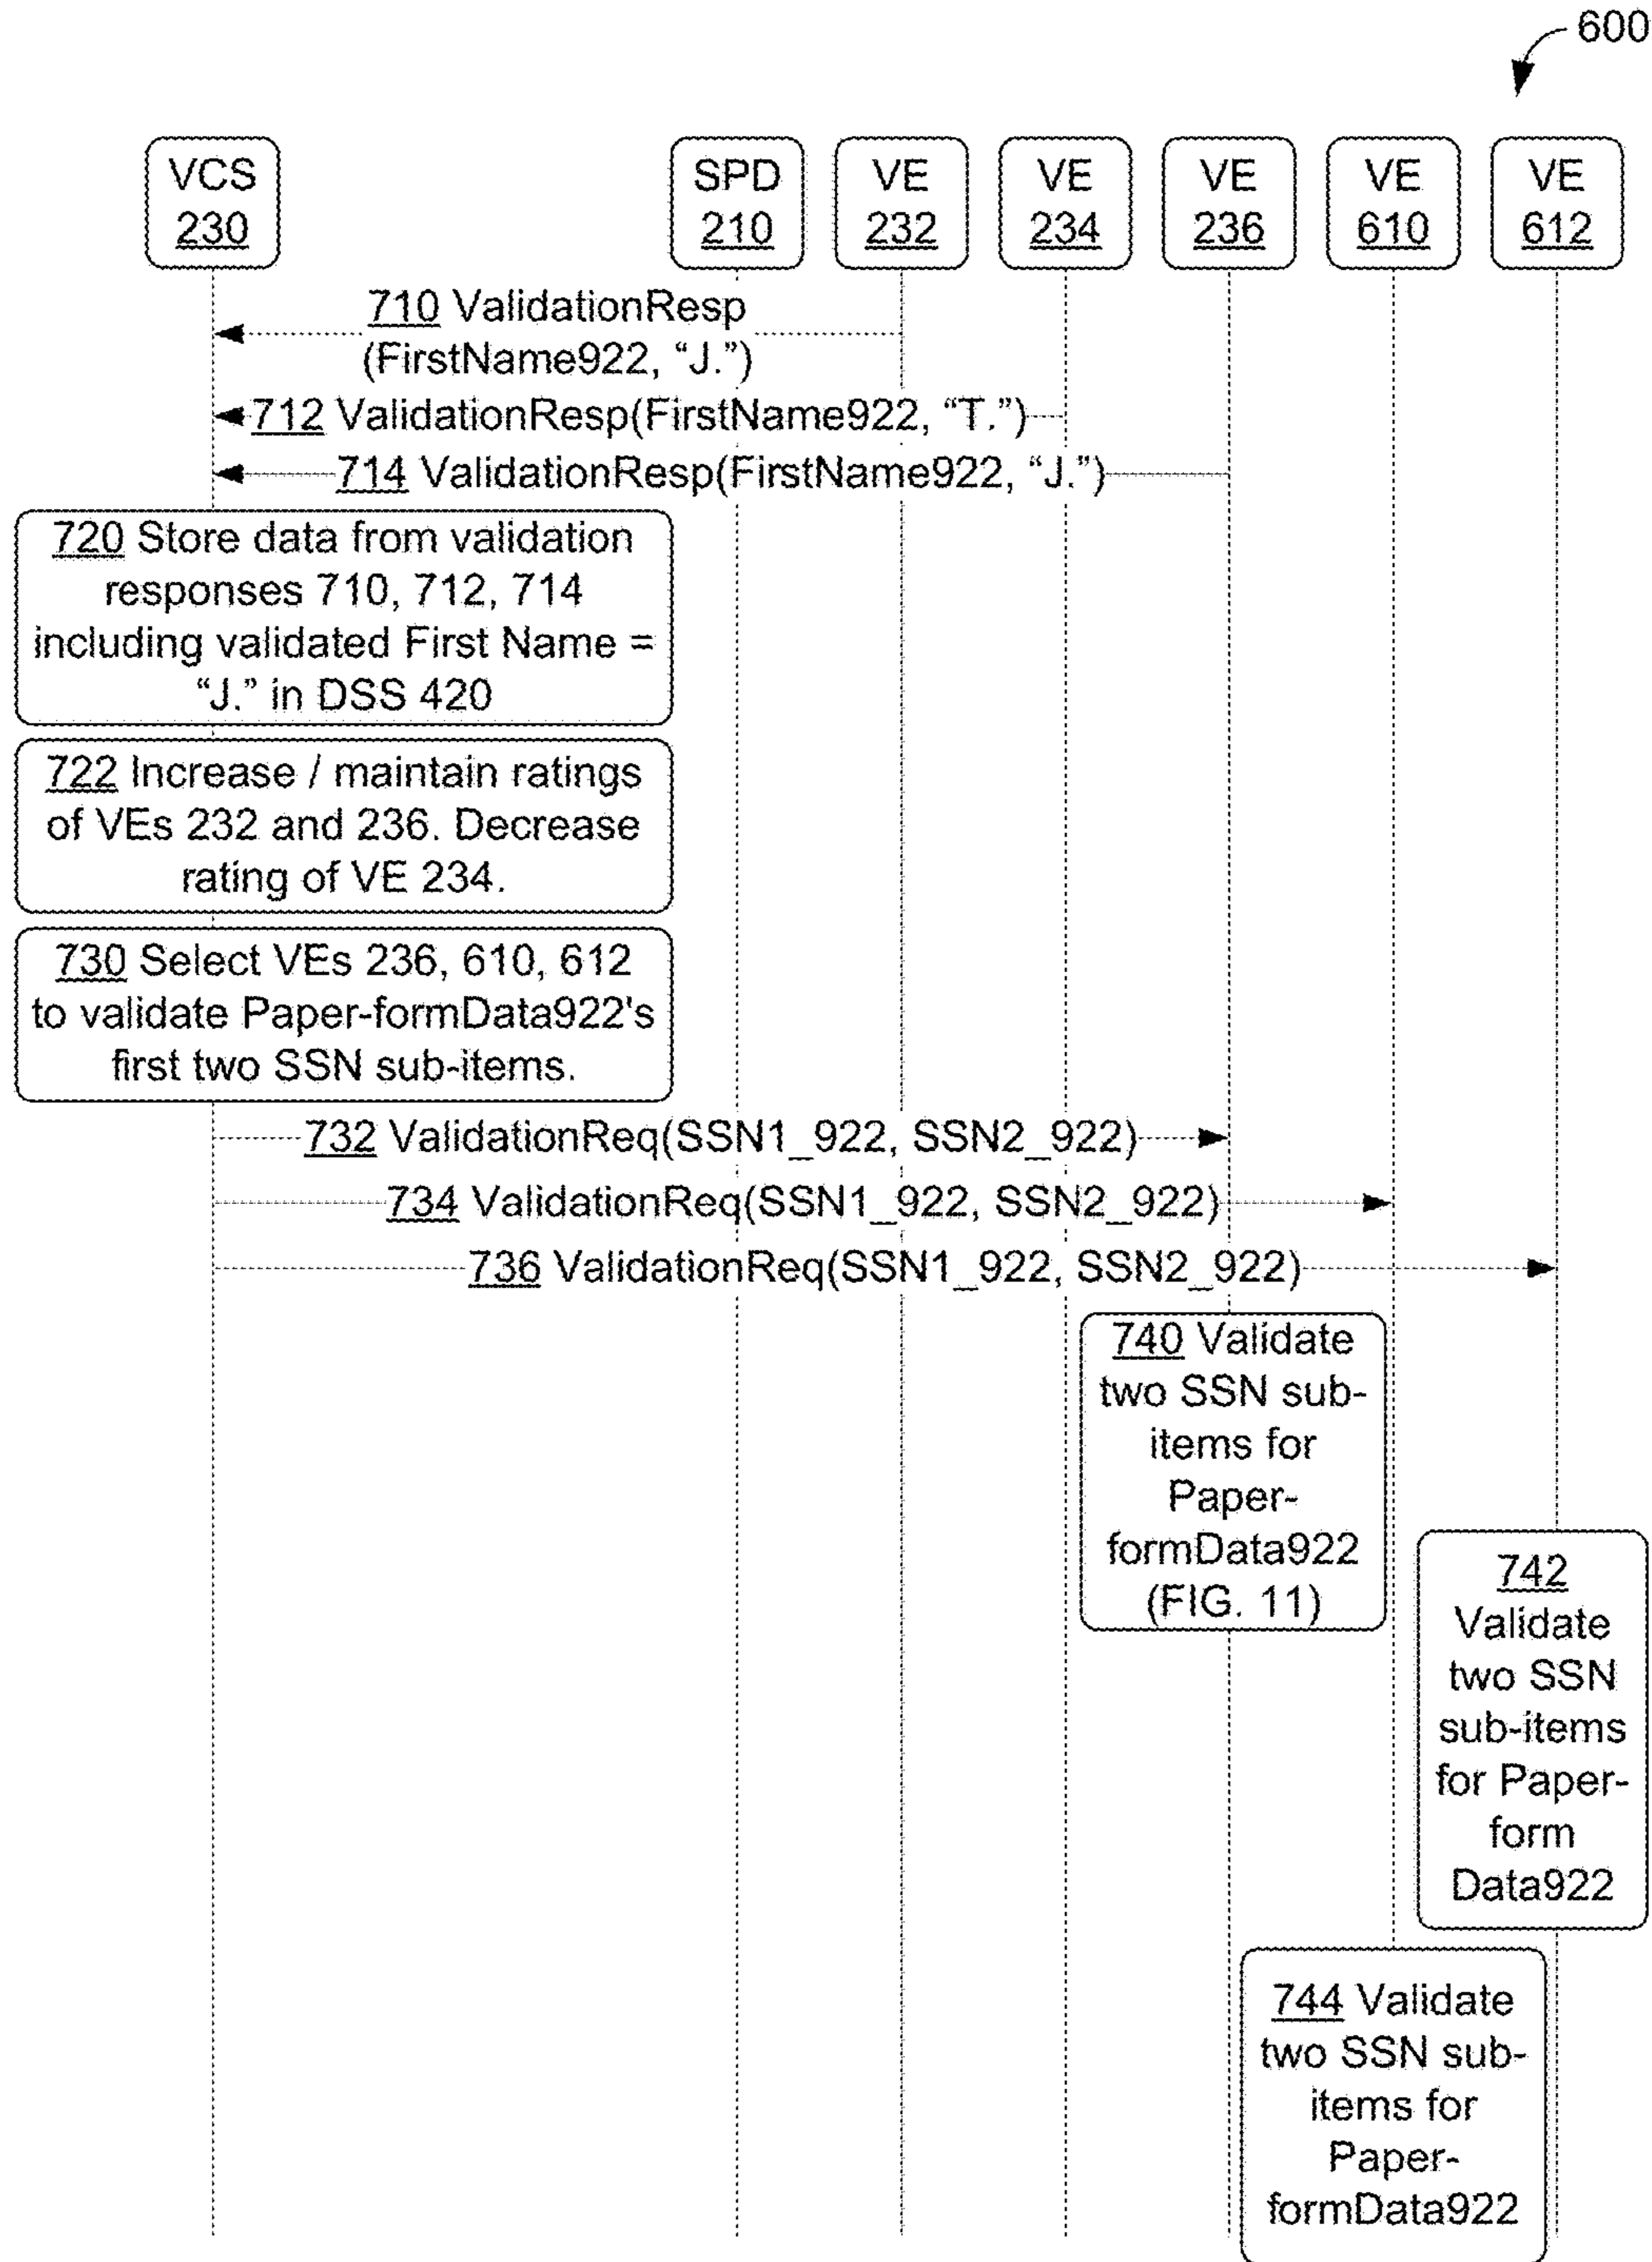 600
VCS
230
SPD
210
VE
232
VE
234
VE
236
VE
610
VE
612
710 ValidationResp
(FirstName922, “J.”)
712 ValidationResp(FirstName922, “T.”)
714 ValidationResp(FirstName922, “J.”)
720 Store data from validation
responses 710, 712, 714
including validated First Name =
“J.” in DSS 420
722 Increase / maintain ratings
of VEs 232 and 236. Decrease
rating of VE 234.
730 Select VEs 236, 610, 612
to validate Paper-formData922's
first two SSN sub-items.
732 ValidationReq(SSN1_922, SSN2_922)
734 ValidationReq(SSN1_922, SSN2_922)
736 ValidationReq(SSN1_922, SSN2_922)
740 Validate
two SSN sub-
items for
Paper-
formData922
(FIG. 11)
742
Validate
two SSN
sub-items
for Paper-
form
Data922
744 Validate
two SSN sub-
items for
Paper-
formData922